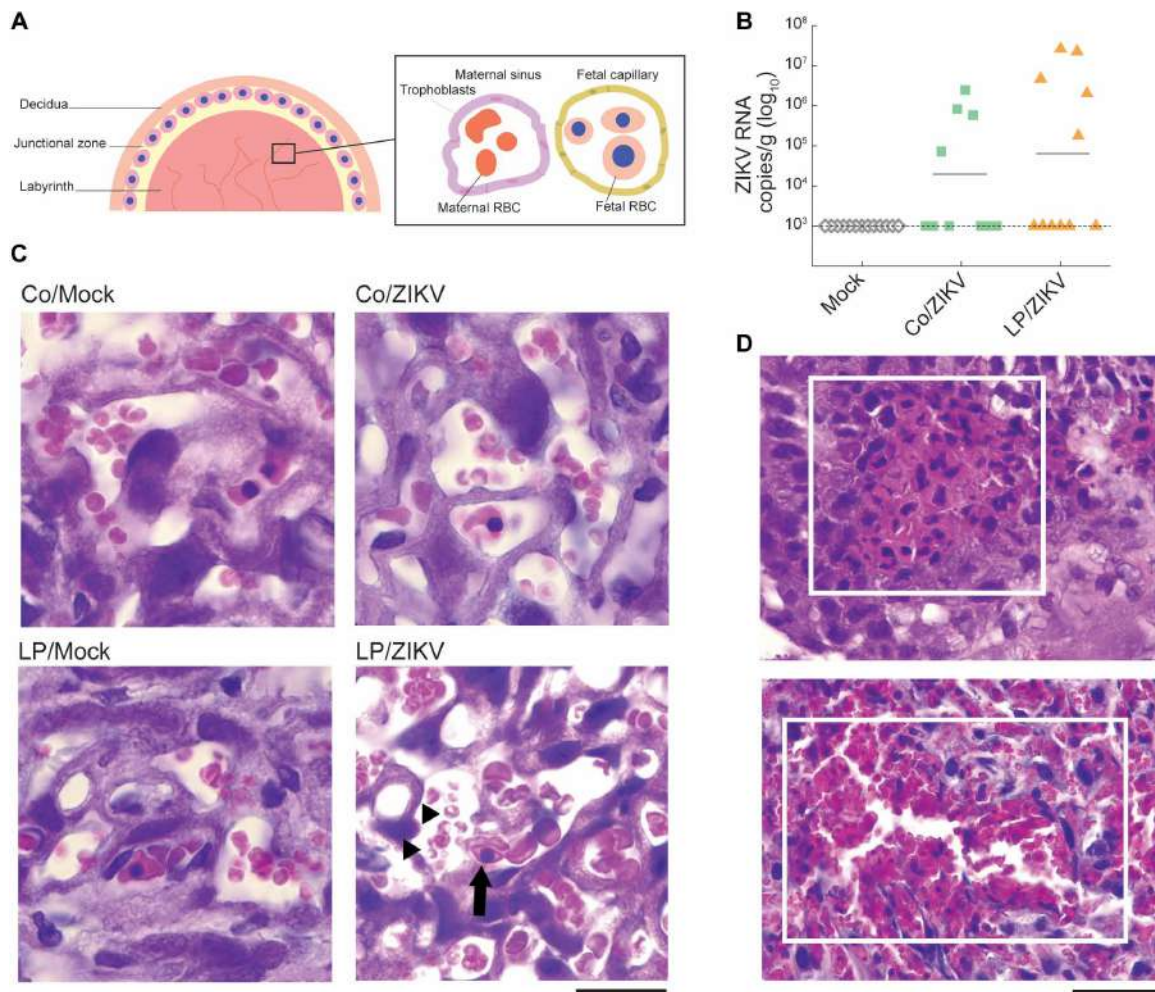 A
Decidua
Junctional zone
Labyrinth
Maternal sinus
Trophoblasts
Maternal RBC
Fetal capillary
Fetal RBC
B
ZIKV RNA
copies/g (log10)
10⁸
10⁷
10⁶
10⁵
10⁴
10³
Mock
Co/ZIKV
LP/ZIKV
C
Co/Mock
Co/ZIKV
LP/Mock
LP/ZIKV
D